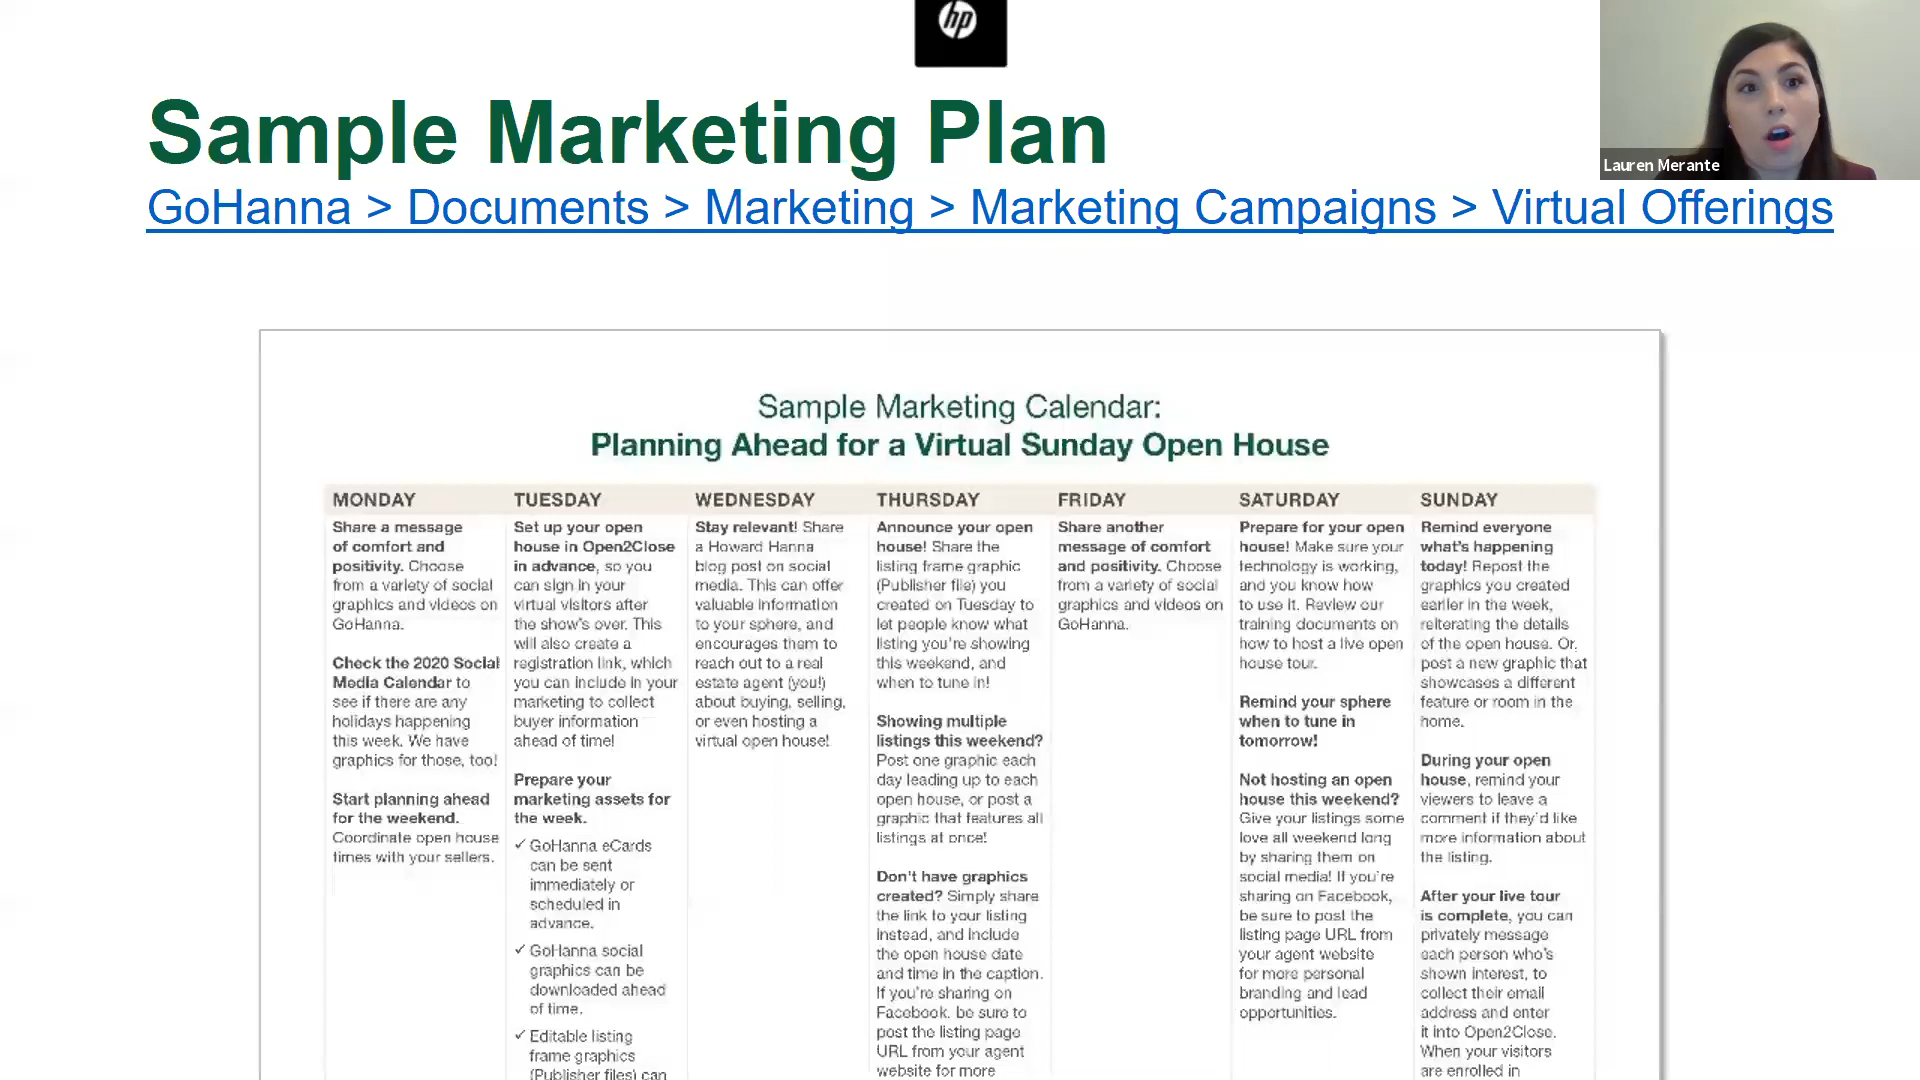 hp
Sample Marketing Plan
Lauren Merante
GoHanna > Documents > Marketing > Marketing Campaigns > Virtual Offerings
Sample Marketing Calendar:
Planning Ahead for a Virtual Sunday Open House
MONDAY
Share a message
of comfort and
positivity. Choose
from a variety of social
graphics and videos on
GoHanna.
Check the 2020 Social
Media Calendar to
see if there are any
holidays happening
this week. We have
graphics for those, too!
Start planning ahead
for the weekend.
Coordinate open house
times with your sellers.
TUESDAY
Set up your open
house in Open2Close
in advance, so you
can sign in your
virtual visitors after
the show's over. This
will also create a
registration link, which
you can include in your
marketing to collect
buyer information
ahead of time!
Prepare your
marketing assets for
the week.
✓ GoHanna eCards
can be sent
immediately or
scheduled in
advance.
✓ GoHanna social
graphics can be
downloaded ahead
of time.
✓ Editable listing
frame graphics
(Publisher files) can
WEDNESDAY
Stay relevant! Share
a Howard Hanna
blog post on social
media. This can offer
valuable information
to your sphere, and
encourages them to
reach out to a real
estate agent (you!)
about buying, selling,
or even hosting a
virtual open house!
THURSDAY
Announce your open
house! Share the
listing frame graphic
(Publisher file) you
created on Tuesday to
let people know what
listing you're showing
this weekend, and
when to tune in!
Showing multiple
listings this weekend?
Post one graphic each
day leading up to each
open house, or post a
graphic that features all
listings at once!
Don't have graphics
created? Simply share
the link to your listing
instead, and include
the open house date
and time in the caption.
If you're sharing on
Facebook, be sure to
post the listing page
URL from your agent
website for more
FRIDAY
Share another
message of comfort
and positivity. Choose
from a variety of social
graphics and videos on
GoHanna.
SATURDAY
Prepare for your open
house! Make sure your
technology is working,
and you know how
to use it. Review our
training documents on
how to host a live open
house tour.
Remind your sphere
when to tune in
tomorrow!
Not hosting an open
house this weekend?
Give your listings some
love all weekend long
by sharing them on
social media! If you're
sharing on Facebook,
be sure to post the
listing page URL from
your agent website
for more personal
branding and lead
opportunities.
SUNDAY
Remind everyone
what's happening
today! Repost the
graphics you created
earlier in the week,
reiterating the details
of the open house. Or,
post a new graphic that
showcases a different
feature or room in the
home.
During your open
house, remind your
viewers to leave a
comment if they'd like
more information about
the listing.
After your live tour
is complete, you can
privately message
each person who's
shown interest, to
collect their email
address and enter
it into Open2Close.
When your visitors
are enrolled in